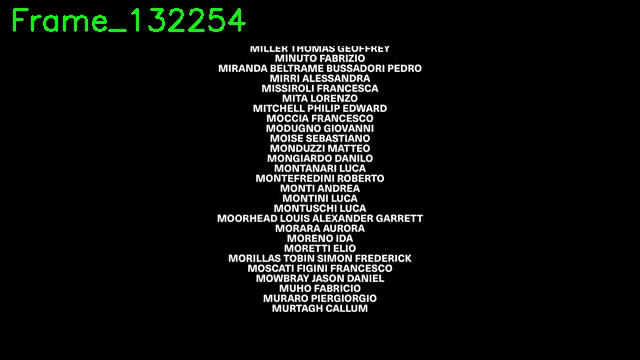 Frame_132254
MILLER THOMAS GEOFFREY
MINUTO FABRIZIO
MIRANDA BELTRAME BUSSADORI PEDRO
MIRRI ALESSANDRA
MISSIROLI FRANCESCA
MITA LORENZO
MITCHELL PHILIP EDWARD
MOCCIA FRANCESCO
MODUGNO GIOVANNI
MOISE SEBASTIANO
MONDUZZI MATTEO
MONGIARDO DANILO
MONTANARI LUCA
MONTEFREDINI ROBERTO
MONTI ANDREA
MONTINI LUCA
MONTUSCHI LUCA
MOORHEAD LOUIS ALEXANDER GARRETT
MORARA AURORA
MORENO IDA
MORETTI ELIO
MORILLAS TOBIN SIMON FREDERICK
MOSCATI FIGINI FRANCESCO
MOWBRAY JASON DANIEL
MUHO FABRICIO
MURARO PIERGIORGIO
MURTAGH CALLUM